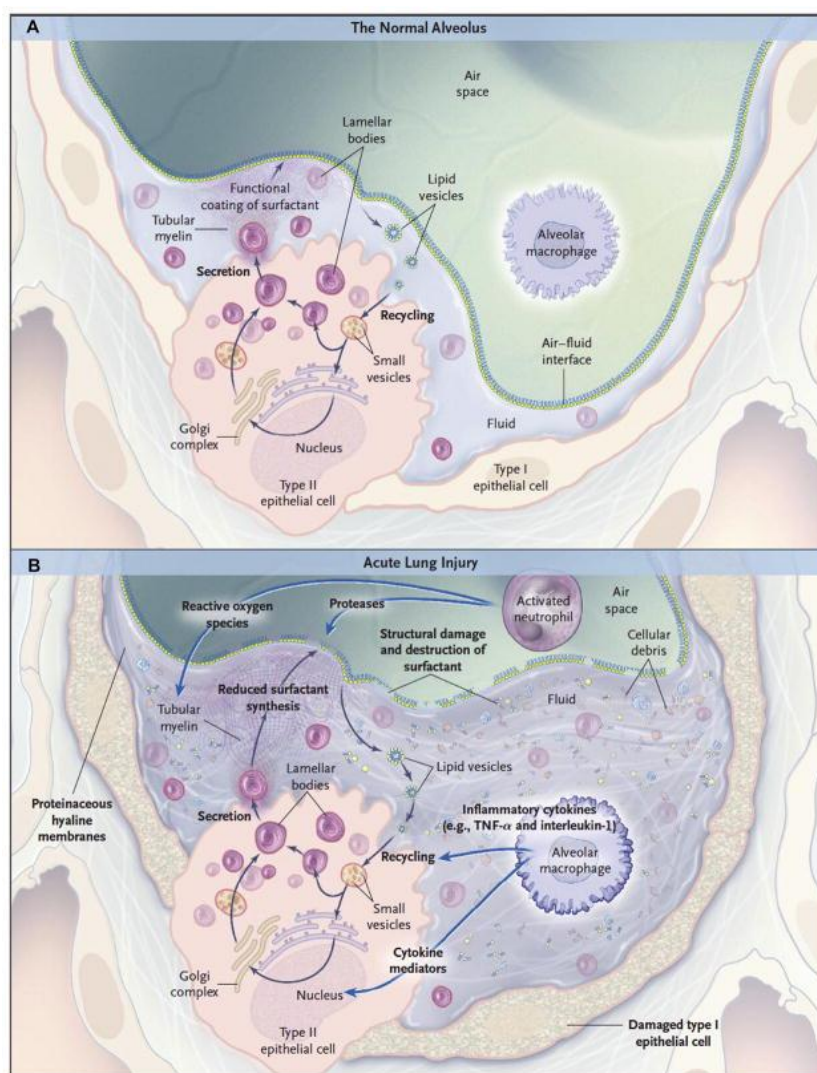 A
The Normal Alveolus
Air
space
Lamellar
bodies
Functional
coating of surfactant
Lipid
vesicles
Tubular
myelin
Alveolar
macrophage
Secretion
Recycling
Small
vesicles
Air–fluid
interface
Golgi
complex
Nucleus
Fluid
Type II
epithelial cell
Type I
epithelial cell
B
Acute Lung Injury
Reactive oxygen
species
Proteases
Activated
neutrophil
Air
space
Structural damage
and destruction of
surfactant
Cellular
debris
Reduced surfactant
synthesis
Fluid
Tubular
myelin
Lamellar
bodies
Lipid vesicles
Proteinaceous
hyaline
membranes
Secretion
Inflammatory cytokines
(e.g., TNF-α and interleukin-1)
Recycling
Alveolar
macrophage
Small
vesicles
Cytokine
mediators
Golgi
complex
Nucleus
Type II
epithelial cell
Damaged type I
epithelial cell